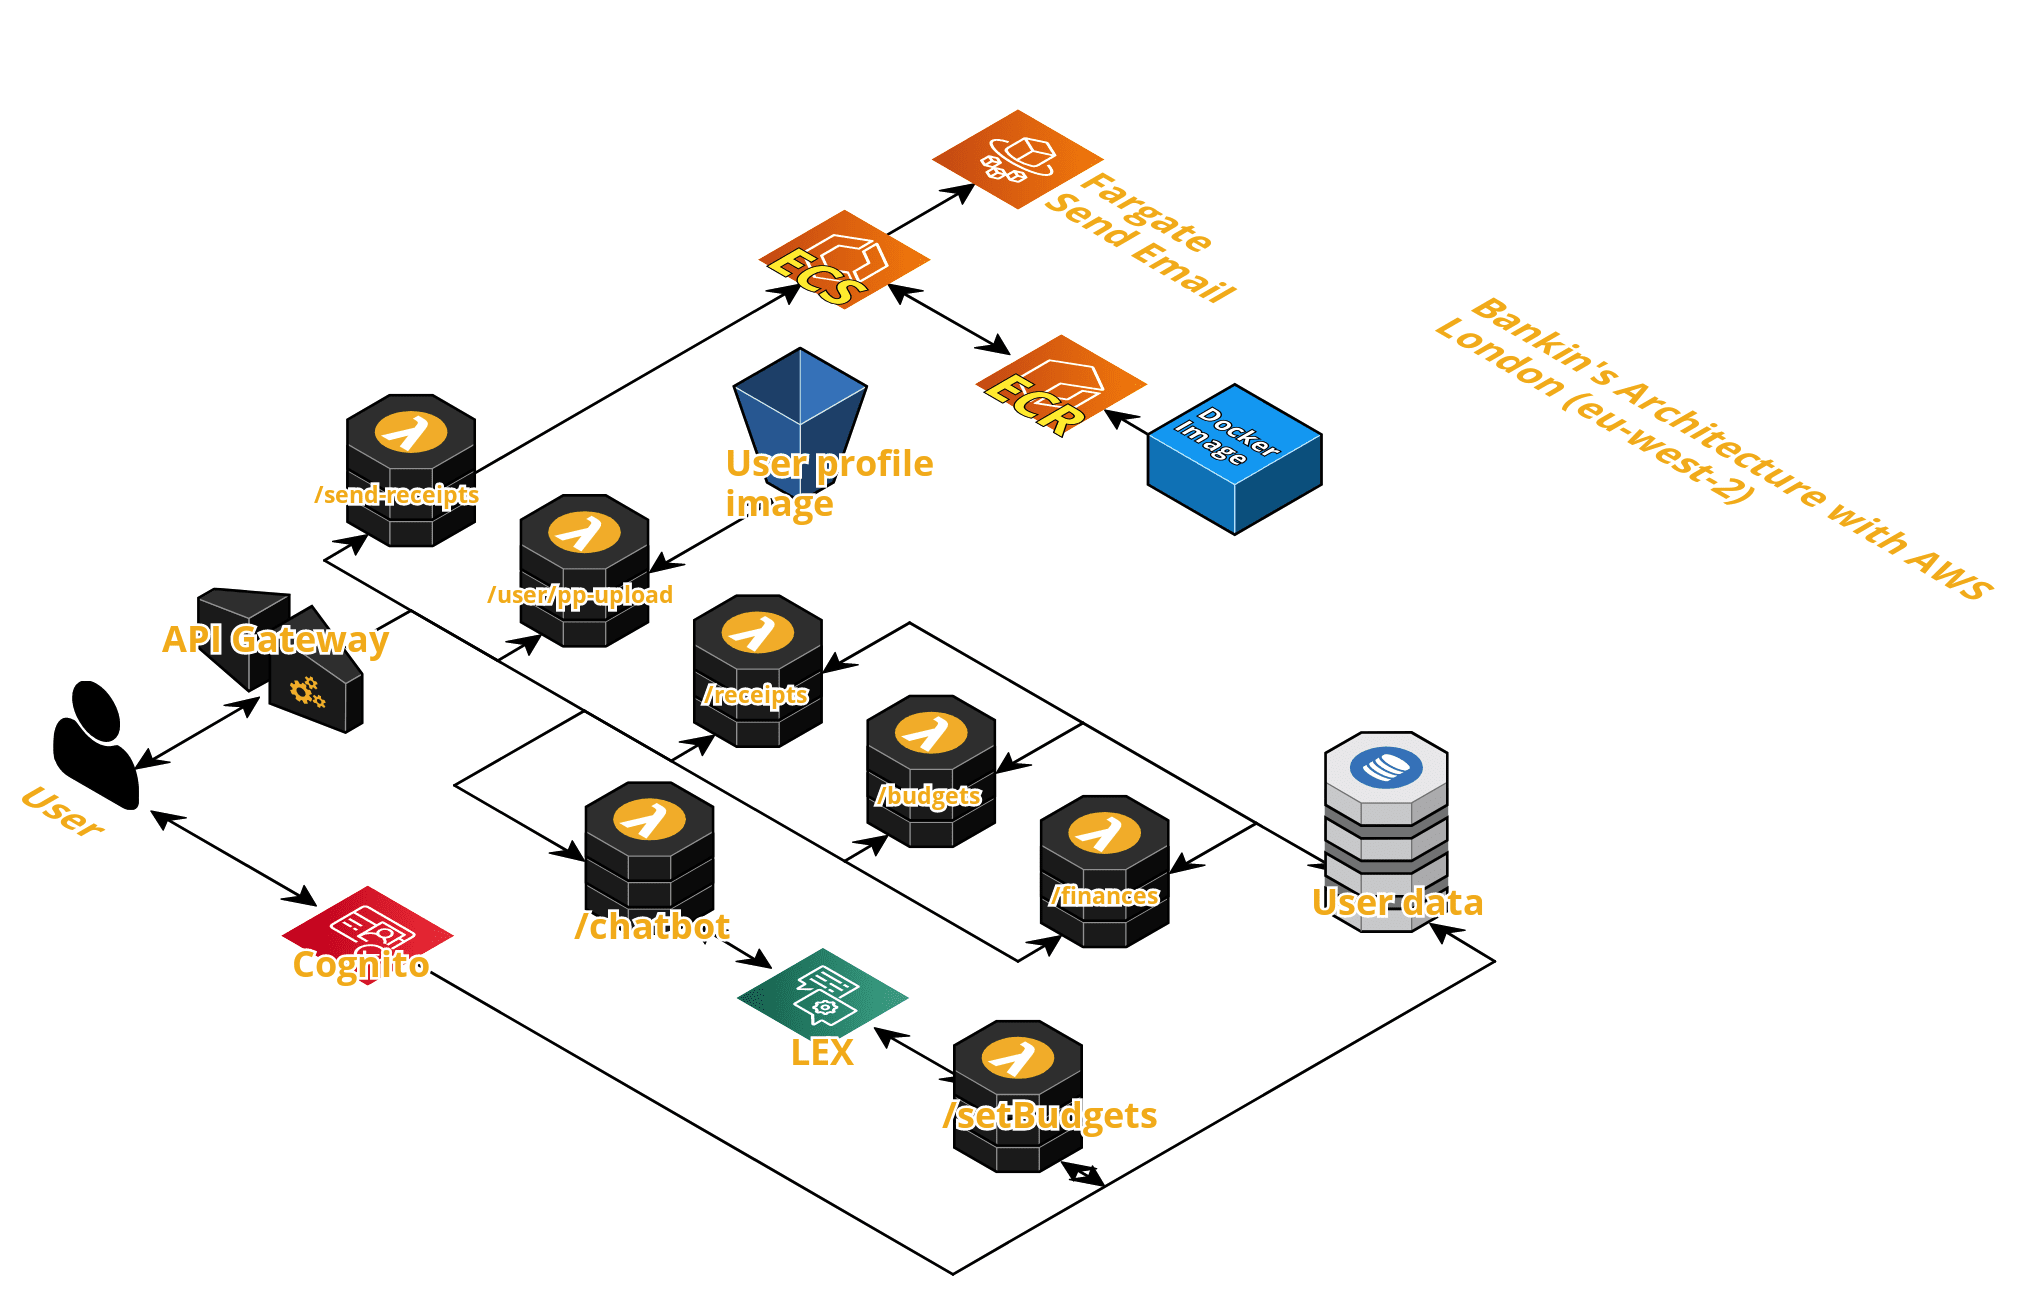 Fargate
Send Email
ECS
Bankin's Architecture with AWS
London (eu-west-2)
ECR
Docker
Image
User profile
image
/send-receipts
/user/pp-upload
API Gateway
/receipts
/budgets
User
/finances
User data
/chatbot
Cognito
LEX
/setBudgets